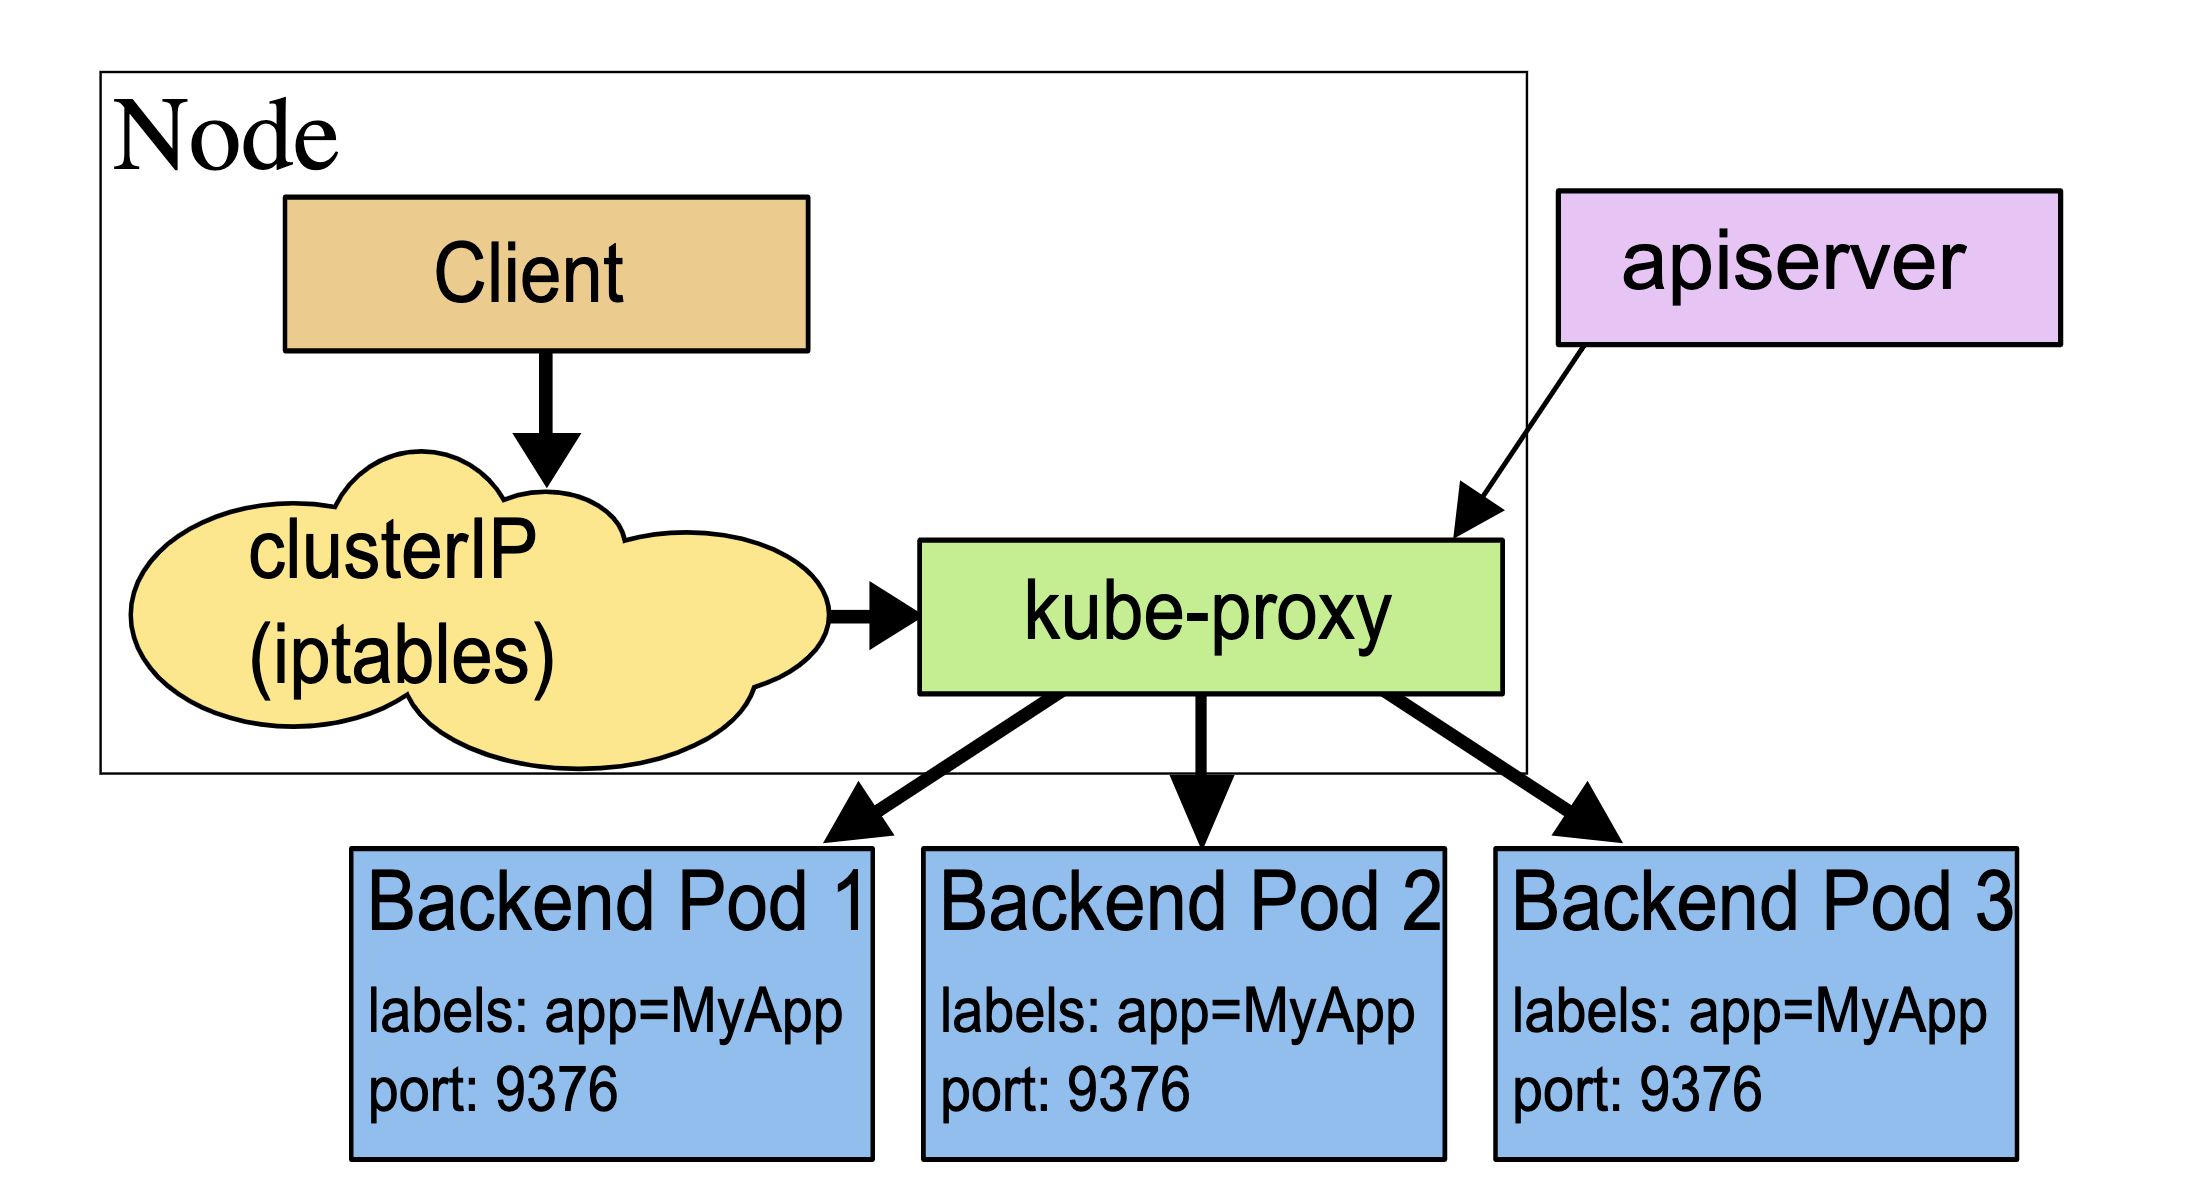 Node
Client
apiserver
clusterIP
(iptables)
kube-proxy
Backend Pod 1
labels: app=MyApp
port: 9376
Backend Pod 2
labels: app=MyApp
port: 9376
Backend Pod 3
labels: app=MyApp
port: 9376